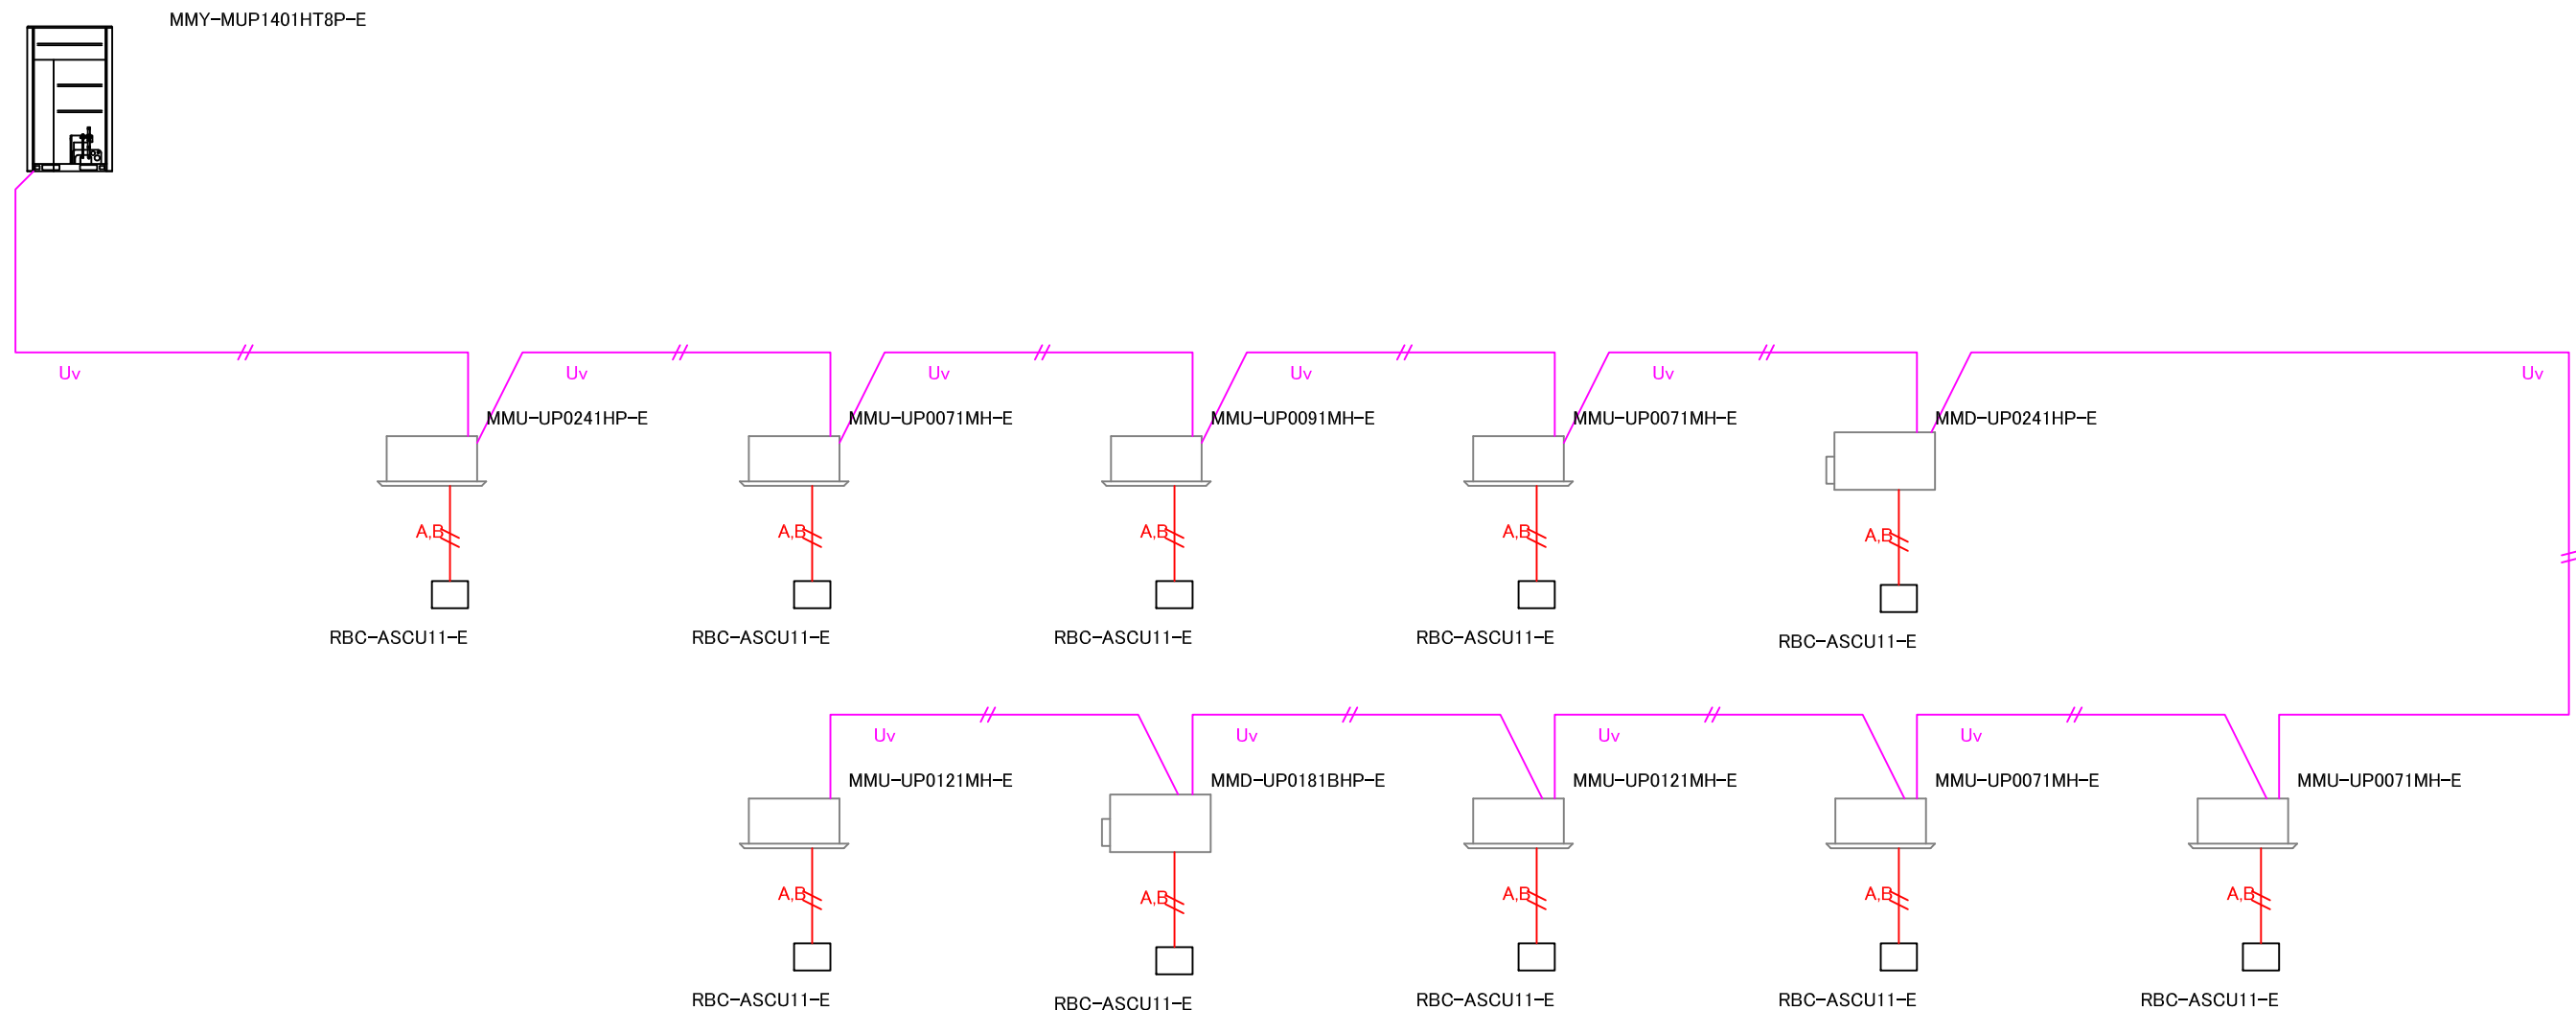 MMY-MUP1401HT8P-E
Uv
Uv
Uv
Uv
Uv
Uv
MMU-UP0241HP-E
MMU-UP0071MH-E
MMU-UP0091MH-E
MMU-UP0071MH-E
MMD-UP0241HP-E
A,B
A,B
A,B
A,B
A,B
RBC-ASCU11-E
RBC-ASCU11-E
RBC-ASCU11-E
RBC-ASCU11-E
RBC-ASCU11-E
Uv
Uv
Uv
Uv
MMU-UP0121MH-E
MMD-UP0181BHP-E
MMU-UP0121MH-E
MMU-UP0071MH-E
MMU-UP0071MH-E
A,B
A,B
A,B
A,B
A,B
RBC-ASCU11-E
RBC-ASCU11-E
RBC-ASCU11-E
RBC-ASCU11-E
RBC-ASCU11-E